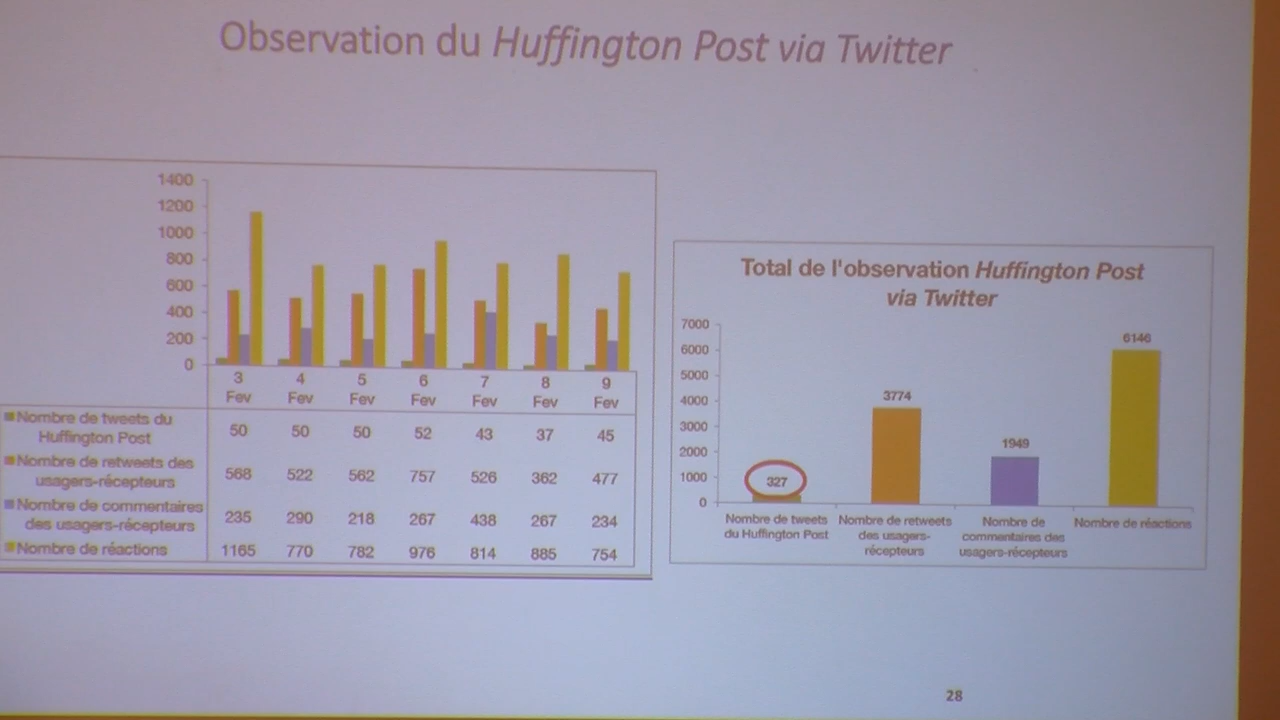 Observation du Huffington Post via Twitter
1400
1200
1000
800
600
400
200
0
3 Fev 4 Fev 5 Fev 6 Fev 7 Fev 8 Fev 9 Fev
Nombre de tweets du
Huffington Post
50 50 50 52 43 37 45
Nombre de retweets des
usagers-récepteurs
568 522 562 757 526 362 477
Nombre de commentaires
des usagers-récepteurs
235 290 218 267 438 267 234
Nombre de réactions
1165 770 782 976 814 885 754
Total de l'observation Huffington Post
via Twitter
7000
6000
5000
4000
3000
2000
1000
0
327
3774
1949
6146
Nombre de tweets
du Huffington Post
Nombre de retweets
des usagers-
récepteurs
Nombre de
commentaires des
usagers-récepteurs
Nombre de réactions
28